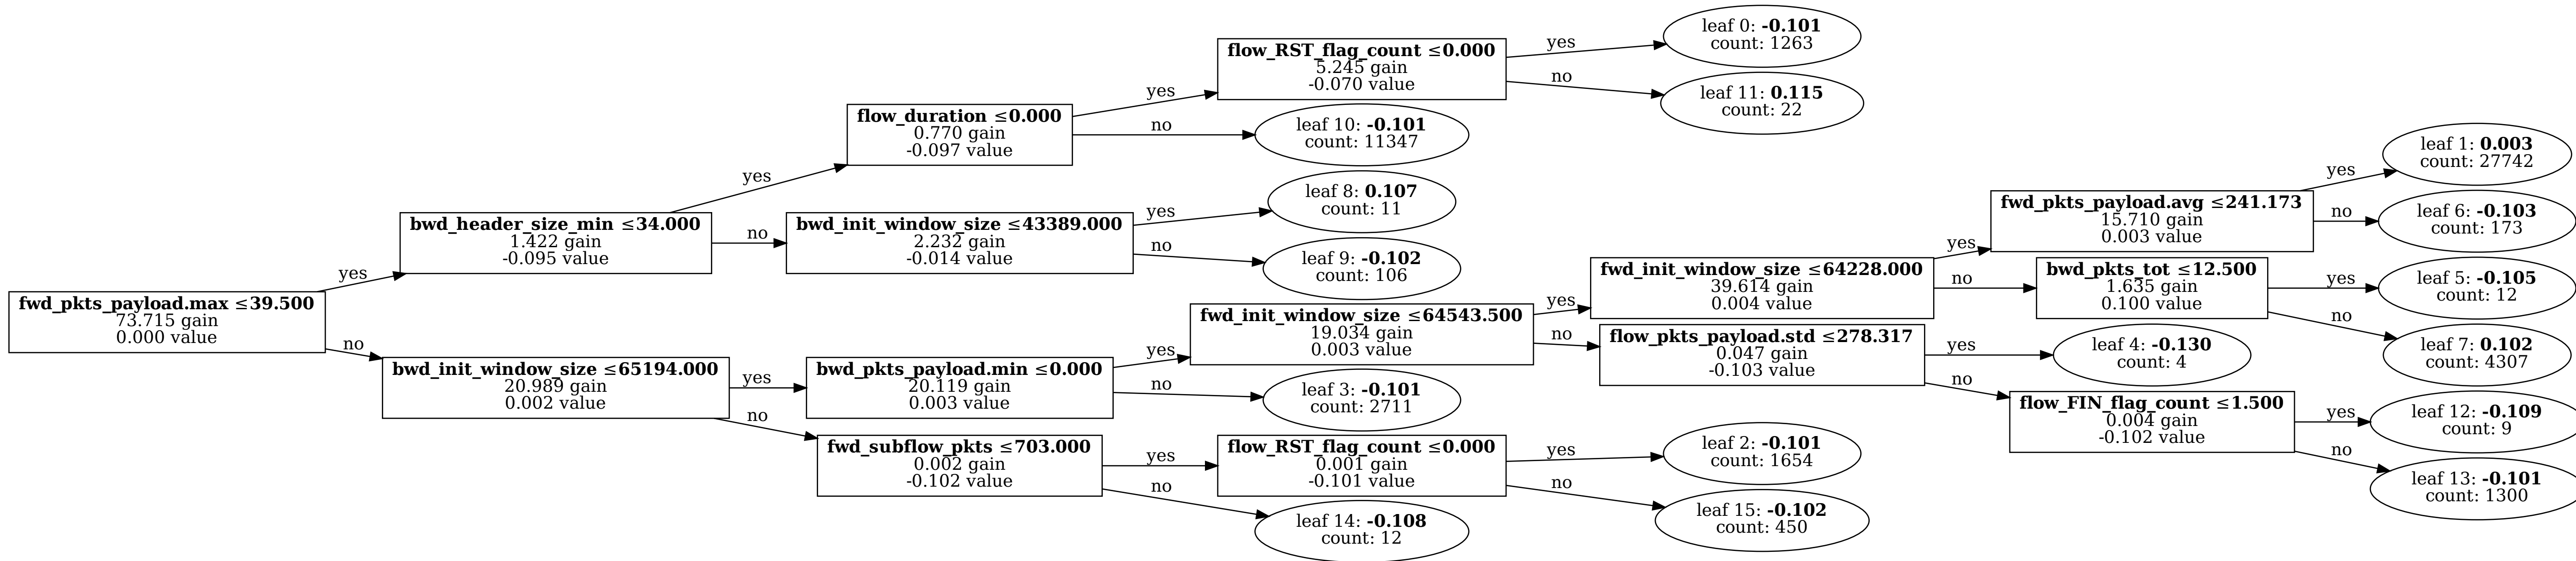 fwd_pkts_payload.max ≤39.500
73.715 gain
0.000 value
yes
no
bwd_header_size_min ≤34.000
1.422 gain
-0.095 value
yes
no
bwd_init_window_size ≤65194.000
20.989 gain
0.002 value
yes
no
flow_duration ≤0.000
0.770 gain
-0.097 value
yes
no
bwd_init_window_size ≤43389.000
2.232 gain
-0.014 value
yes
no
bwd_pkts_payload.min ≤0.000
20.119 gain
0.003 value
yes
no
fwd_subflow_pkts ≤703.000
0.002 gain
-0.102 value
yes
no
flow_RST_flag_count ≤0.000
5.245 gain
-0.070 value
yes
no
leaf 10: -0.101
count: 11347
leaf 8: 0.107
count: 11
leaf 9: -0.102
count: 106
fwd_init_window_size ≤64543.500
19.034 gain
0.003 value
yes
no
leaf 3: -0.101
count: 2711
flow_RST_flag_count ≤0.000
0.001 gain
-0.101 value
yes
no
leaf 14: -0.108
count: 12
leaf 0: -0.101
count: 1263
leaf 11: 0.115
count: 22
fwd_init_window_size ≤64228.000
39.614 gain
0.004 value
yes
no
flow_pkts_payload.std ≤278.317
0.047 gain
-0.103 value
yes
no
leaf 2: -0.101
count: 1654
leaf 15: -0.102
count: 450
fwd_pkts_payload.avg ≤241.173
15.710 gain
0.003 value
yes
no
bwd_pkts_tot ≤12.500
1.635 gain
0.100 value
yes
no
leaf 4: -0.130
count: 4
flow_FIN_flag_count ≤1.500
0.004 gain
-0.102 value
yes
no
leaf 1: 0.003
count: 27742
leaf 6: -0.103
count: 173
leaf 5: -0.105
count: 12
leaf 7: 0.102
count: 4307
leaf 12: -0.109
count: 9
leaf 13: -0.101
count: 1300